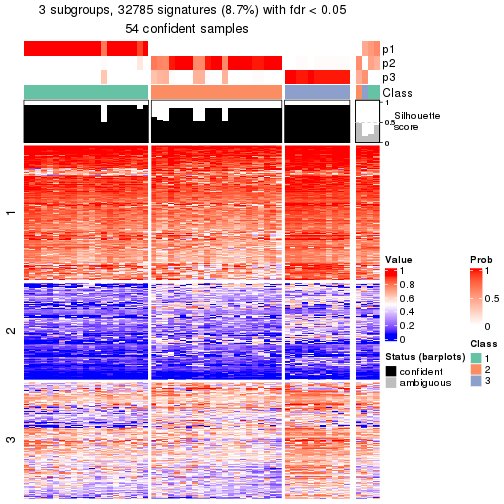 3 subgroups, 32785 signatures (8.7%) with fdr < 0.05
54 confident samples
p1
p2
p3
Class
1
0.5
0
Silhouette
score
1
2
3
Value
1
0.8
0.6
0.4
0.2
0
Prob
1
0.5
0
Status (barplots)
confident
ambiguous
Class
1
2
3